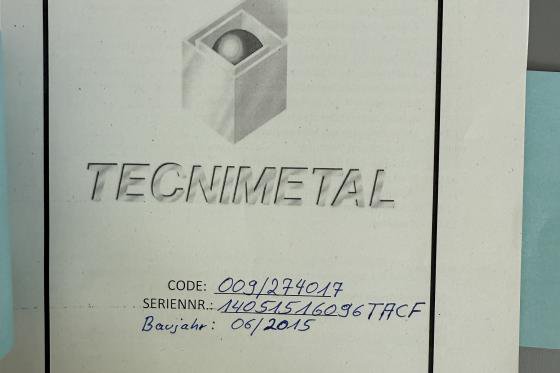 TECNIMETAL
CODE: 009/274017
SERIENNR.: 14051516096TACF
Baujahr: 06/2015